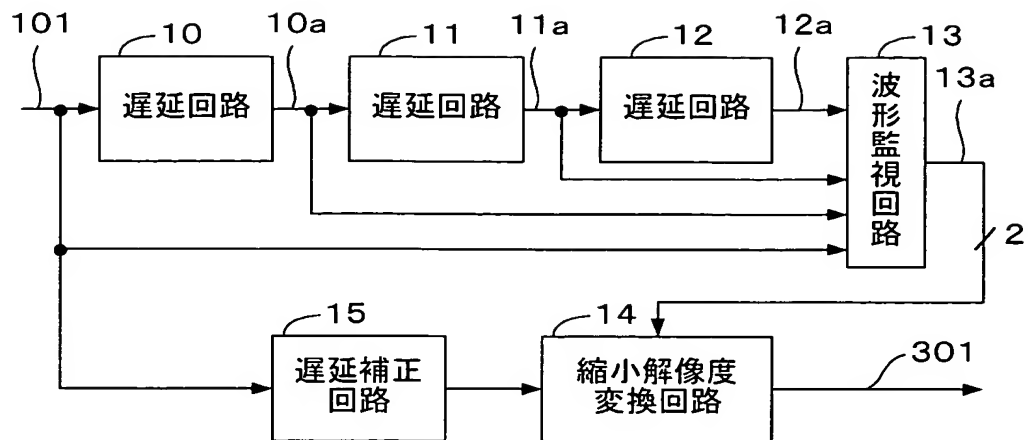 101
10
10a
11
11a
12
12a
13
13a
遅延回路
遅延回路
遅延回路
波形監視回路
2
15
14
遅延補正
回路
縮小解像度
変換回路
301